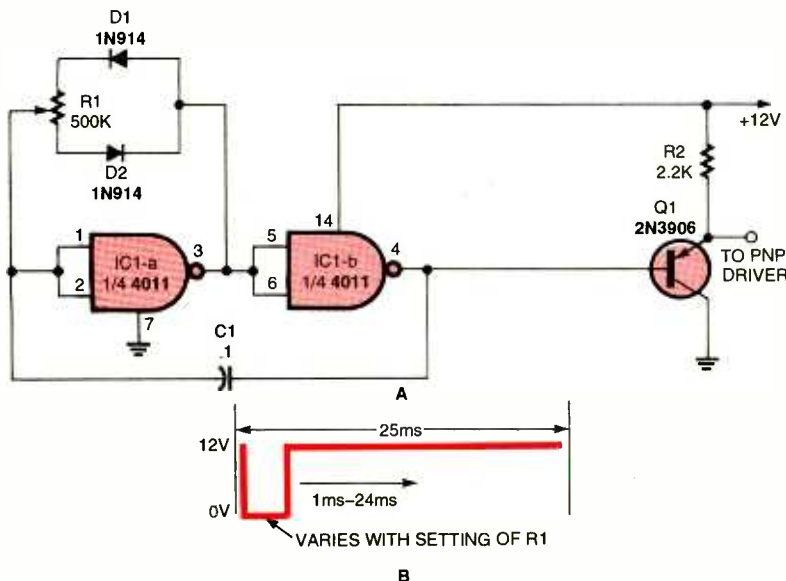 D1
1N914
R1
500K
D2
1N914
+12V
R2
2.2K
Q1
2N3906
TO PNP
DRIVER
14
1
2
3
IC1-a
1/4 4011
7
5
6
4
IC1-b
1/4 4011
C1
.1
A
25ms
12V
0V
1ms–24ms
VARIES WITH SETTING OF R1
B